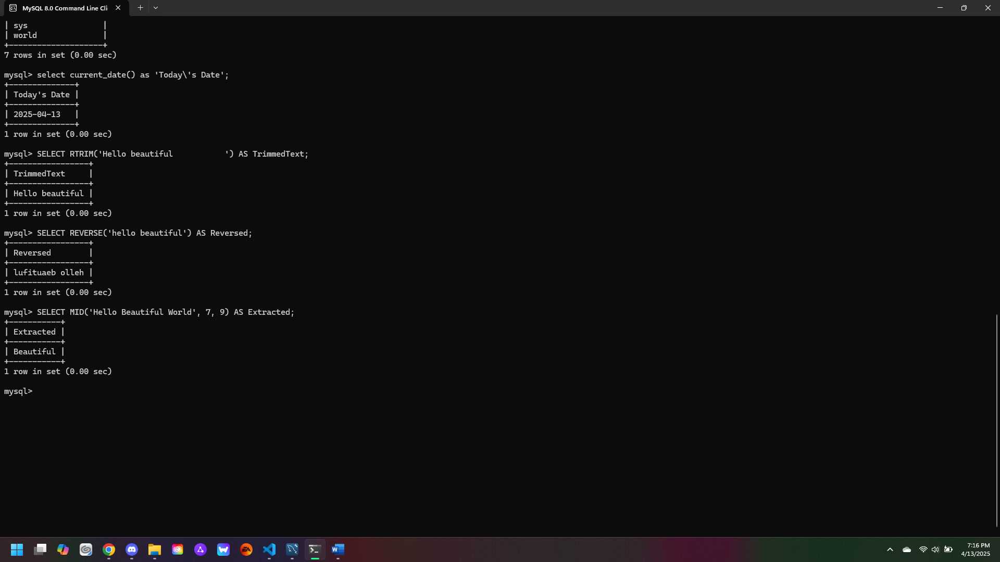 MySQL 8.0 Command Line Cli
| sys                |
| world              |
+--------------------+
7 rows in set (0.00 sec)
mysql> select current_date() as 'Today\'s Date';
+--------------+
| Today's Date |
+--------------+
| 2025-04-13   |
+--------------+
1 row in set (0.00 sec)
mysql> SELECT RTRIM('Hello beautiful           ') AS TrimmedText;
+-----------------+
| TrimmedText     |
+-----------------+
| Hello beautiful |
+-----------------+
1 row in set (0.00 sec)
mysql> SELECT REVERSE('hello beautiful') AS Reversed;
+-----------------+
| Reversed        |
+-----------------+
| lufituaeb olleh |
+-----------------+
1 row in set (0.00 sec)
mysql> SELECT MID('Hello Beautiful World', 7, 9) AS Extracted;
+-----------+
| Extracted |
+-----------+
| Beautiful |
+-----------+
1 row in set (0.00 sec)
mysql>
EA
W
7:16 PM
4/13/2025